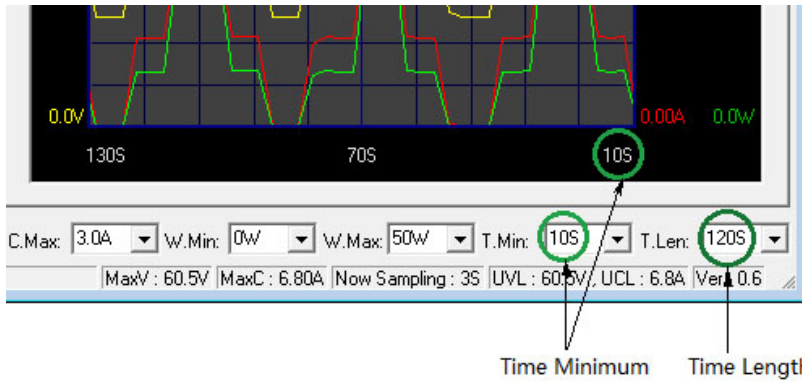 0.0V 0.00A 0.0W
130S 70S 10S
C.Max: 3.0A W.Min: 0W W.Max: 50W T.Min: 10S T.Len: 120S
MaxV : 60.5V MaxC : 6.80A Now Sampling : 3S UVL : 60.5V, UCL : 6.8A Ver 0.6
Time Minimum Time Length